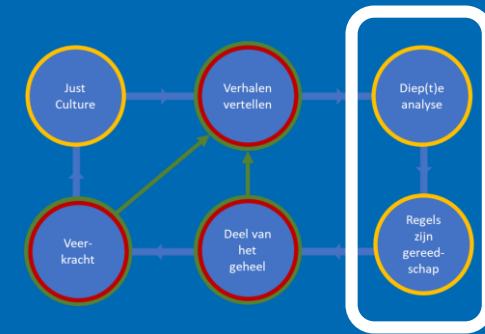 Just
Culture
Verhalen
vertellen
Diep(t)e
analyse
Veer-
kracht
Deel van
het
geheel
Regels
zijn
gereed-
schap